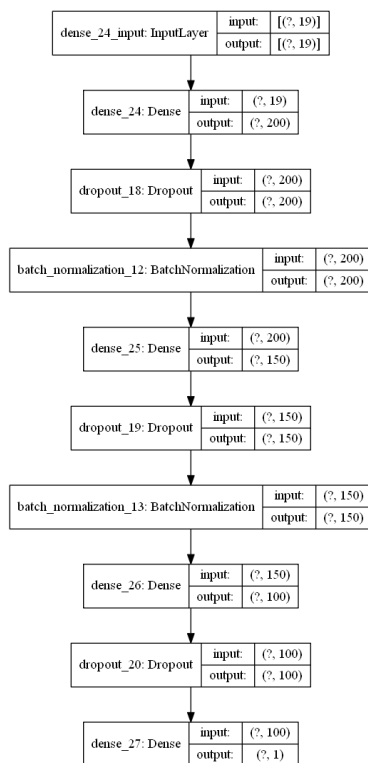 dense_24_input: InputLayer input: [(?, 19)]
output: [(?, 19)]
dense_24: Dense input: (?, 19)
output: (?, 200)
dropout_18: Dropout input: (?, 200)
output: (?, 200)
batch_normalization_12: BatchNormalization input: (?, 200)
output: (?, 200)
dense_25: Dense input: (?, 200)
output: (?, 150)
dropout_19: Dropout input: (?, 150)
output: (?, 150)
batch_normalization_13: BatchNormalization input: (?, 150)
output: (?, 150)
dense_26: Dense input: (?, 150)
output: (?, 100)
dropout_20: Dropout input: (?, 100)
output: (?, 100)
dense_27: Dense input: (?, 100)
output: (?, 1)